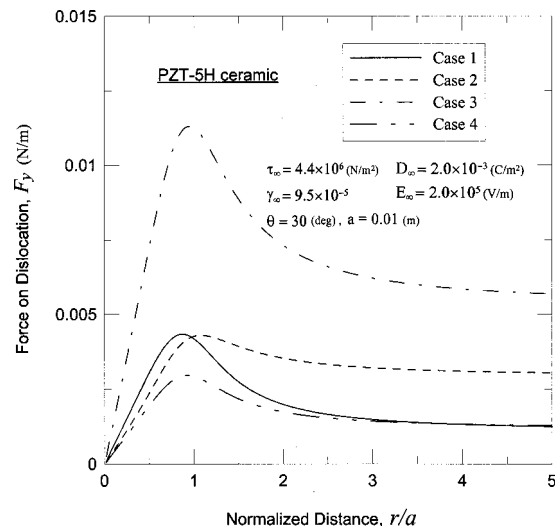 0.015
PZT-5H ceramic
Case 1
Case 2
Case 3
Case 4
τ∞ = 4.4×10⁶ (N/m²) D∞ = 2.0×10⁻³ (C/m²)
γ∞ = 9.5×10⁻⁵ E∞ = 2.0×10⁵ (V/m)
θ = 30 (deg) , a = 0.01 (m)
0.01
0.005
0
Force on Dislocation, Fy (N/m)
0 1 2 3 4 5
Normalized Distance, r/a